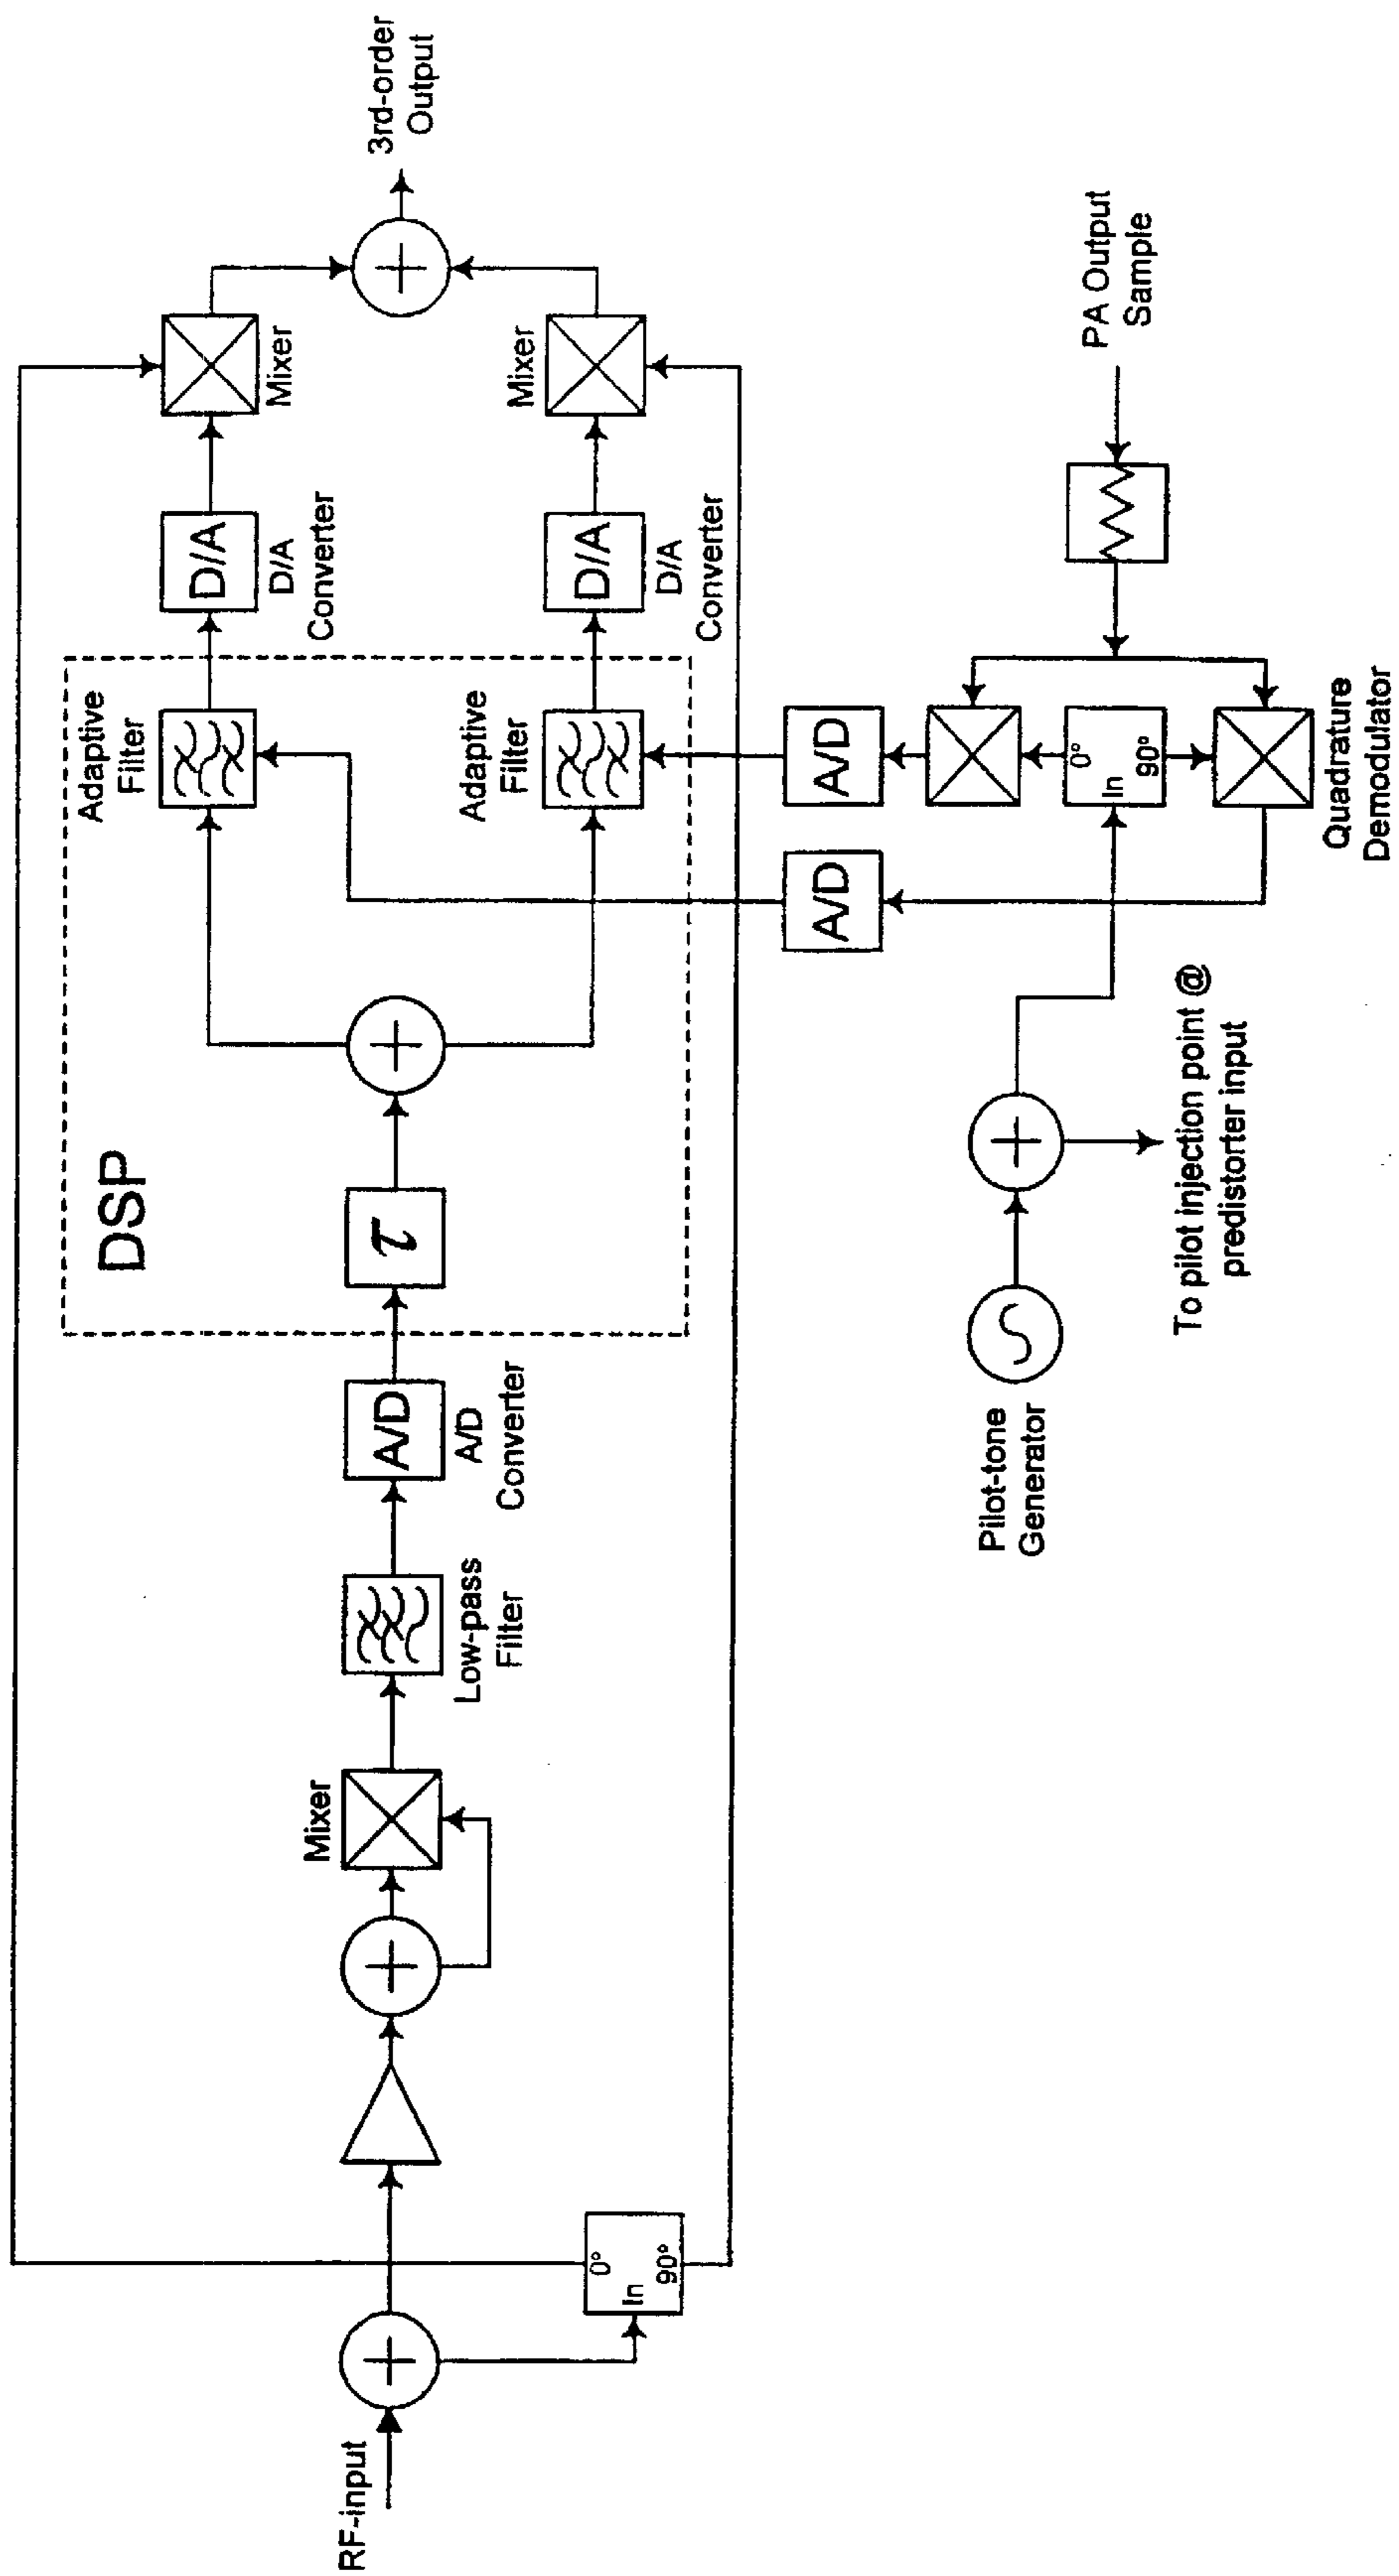 RF-input
0°
In
90°
Mixer
Low-pass
Filter
A/D
A/D
Converter
DSP
τ
Adaptive
Filter
Adaptive
Filter
D/A
D/A
Converter
D/A
D/A
Converter
Mixer
Mixer
3rd-order
Output
Pilot-tone
Generator
To pilot injection point @
predistorter input
A/D
A/D
0°
In
90°
Quadrature
Demodulator
PA Output
Sample